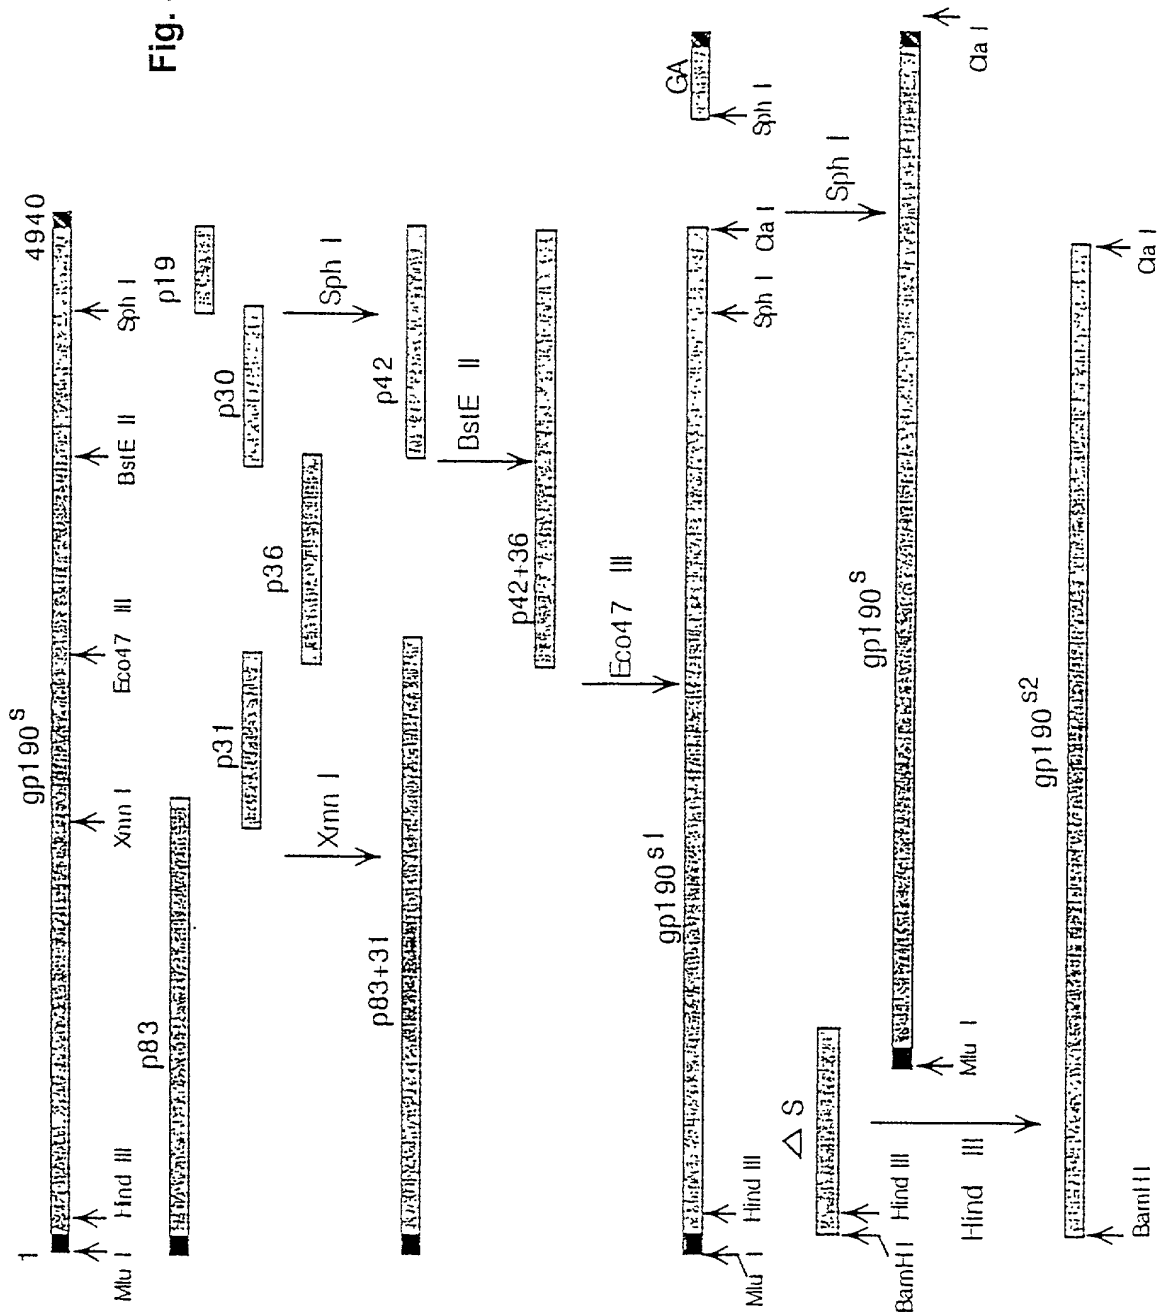 Fig.
1
gp190S
4940
Mlu I
Hind III
Xmn I
Eco47 III
BstE II
Sph I
p83
p31
p36
p30
p19
Xmn I
Sph I
p83+31
p42
BstE II
p42+36
Eco47 III
gp190S1
GA
Mlu I
Hind III
Sph I
Cla I
Sph I
△S
Sph I
BamH I
Hind III
gp190S
Hind III
Mlu I
Cla I
gp190S2
BamH I
Cla I